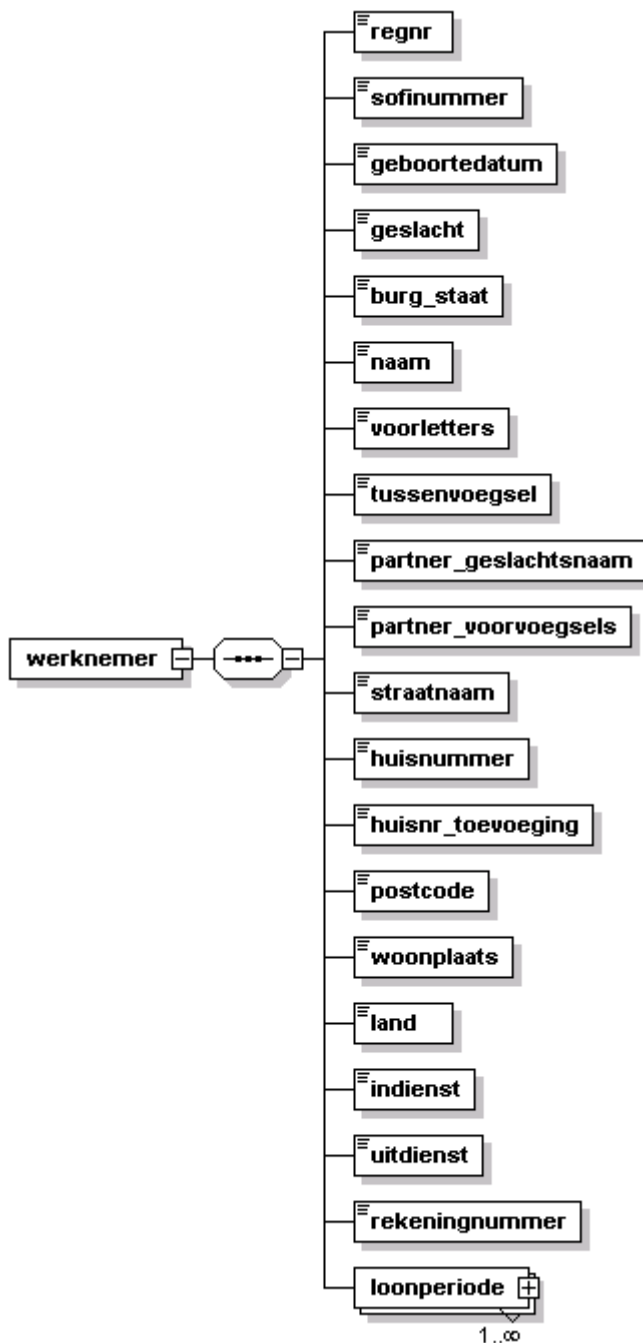 regnr
sofinummer
geboortedatum
geslacht
burg_staat
naam
voorletters
tussenvoegsel
partner_geslachtsnaam
partner_voorvoegsels
werknemer
straatnaam
huisnummer
huisnr_toevoeging
postcode
woonplaats
land
indienst
uitdienst
rekeningnummer
loonperiode
1..∞